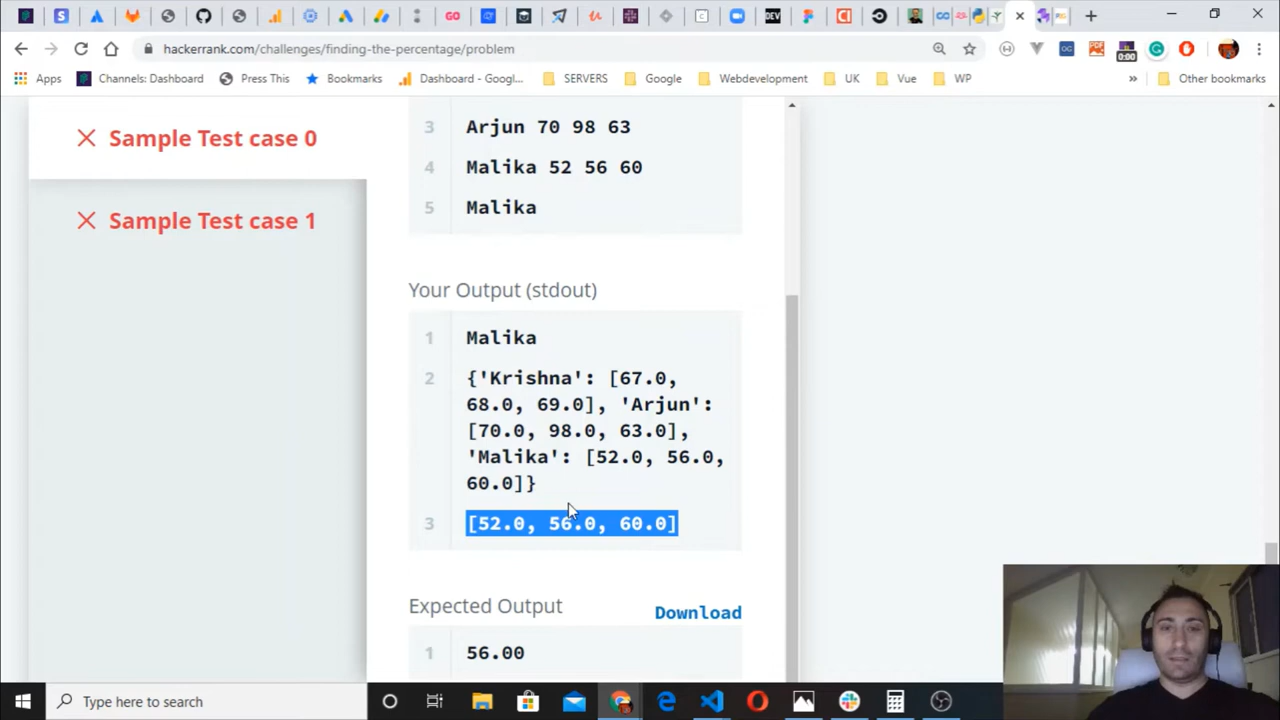 GO
DEV
hackerrank.com/challenges/finding-the-percentage/problem
0:00
Apps
Channels: Dashboard
Press This
Bookmarks
Dashboard - Googl...
SERVERS
Google
Webdevelopment
UK
Vue
WP
»
Other bookmarks
Sample Test case 0
Sample Test case 1
3 Arjun 70 98 63
4 Malika 52 56 60
5 Malika
Your Output (stdout)
1 Malika
2 {'Krishna': [67.0,
68.0, 69.0], 'Arjun':
[70.0, 98.0, 63.0],
'Malika': [52.0, 56.0,
60.0]}
3 [52.0, 56.0, 60.0]
Expected Output
Download
1 56.00
Type here to search